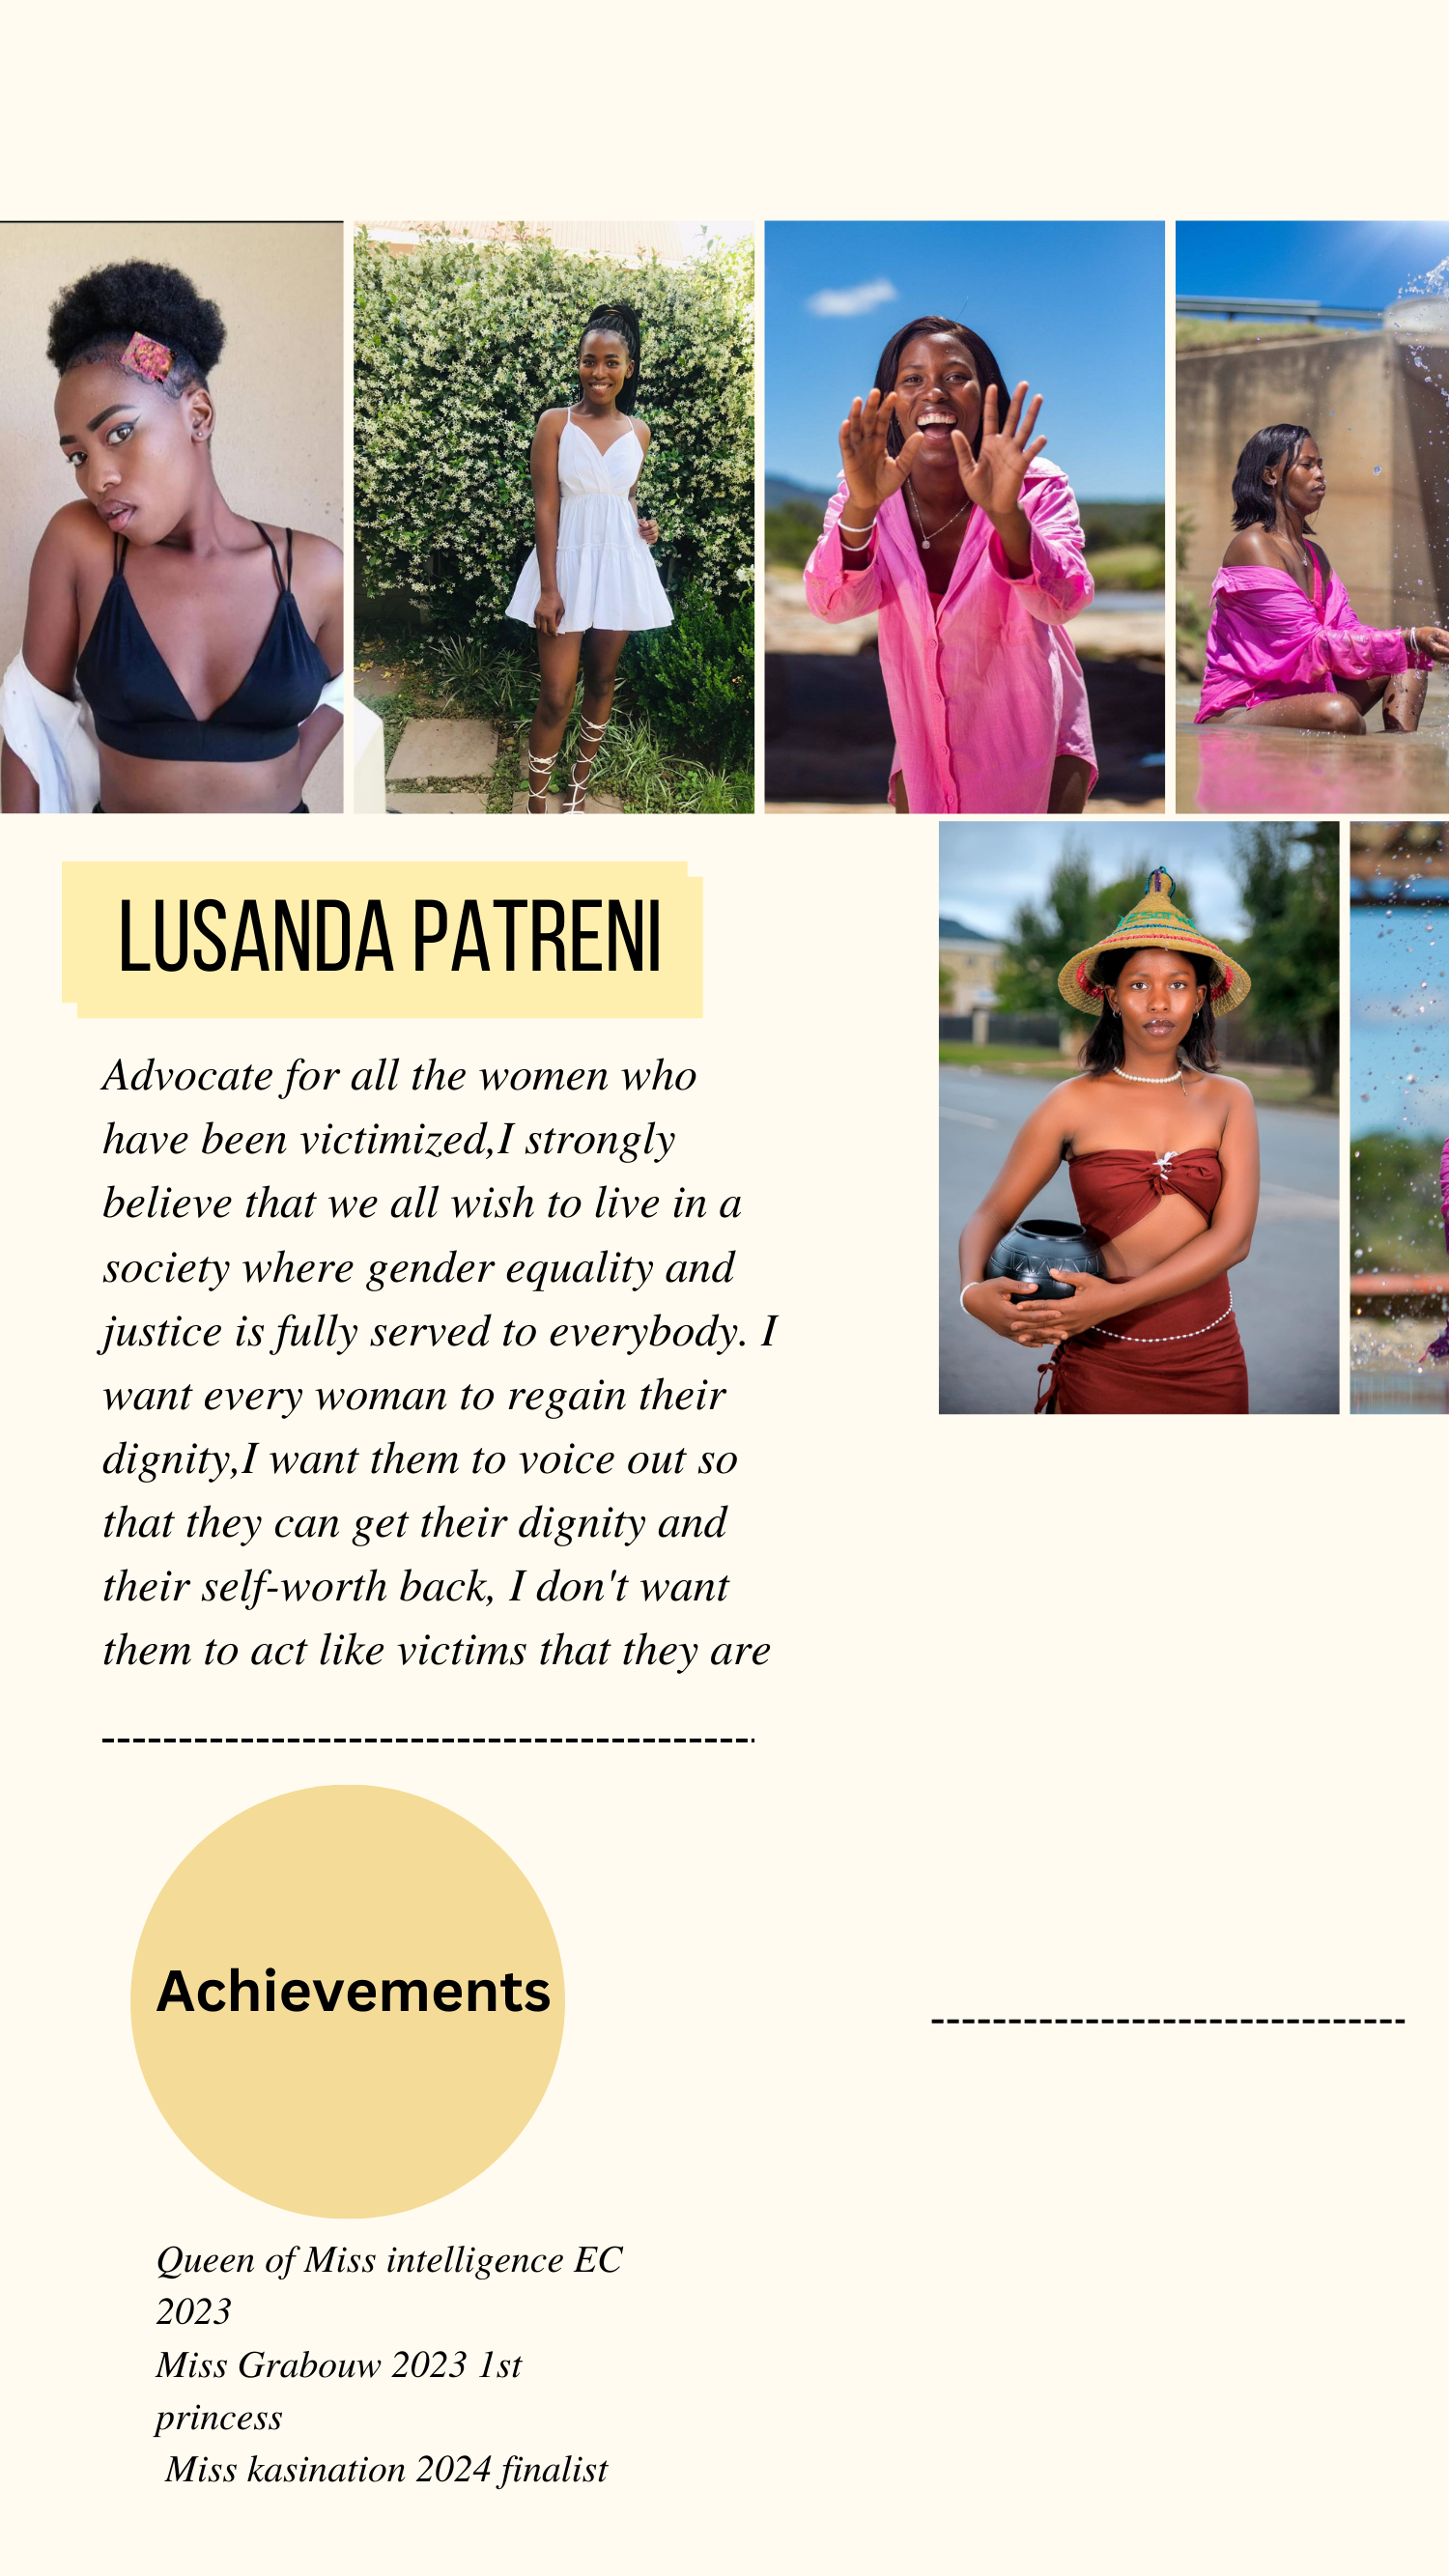 LUSANDA PATRENI
Advocate for all the women who
have been victimized,I strongly
believe that we all wish to live in a
society where gender equality and
justice is fully served to everybody. I
want every woman to regain their
dignity,I want them to voice out so
that they can get their dignity and
their self-worth back, I don't want
them to act like victims that they are
Achievements
Queen of Miss intelligence EC
2023
Miss Grabouw 2023 1st
princess
Miss kasination 2024 finalist